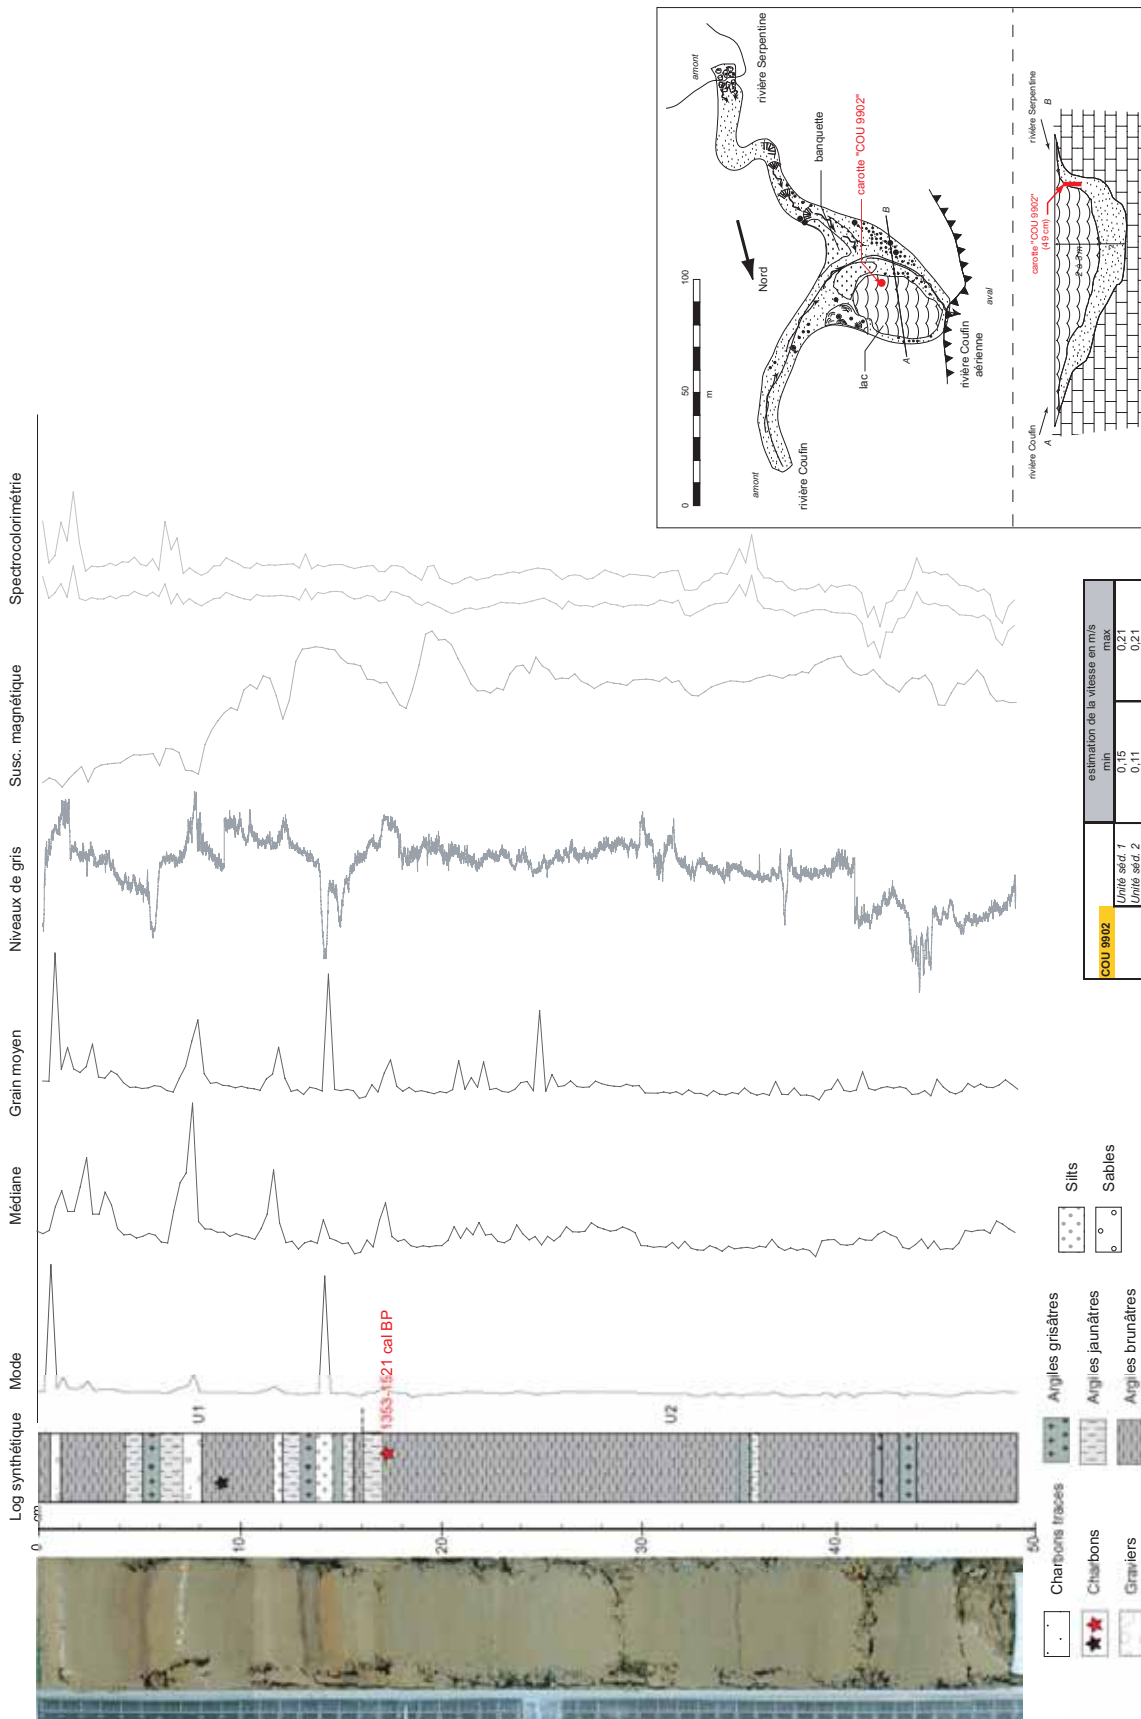 Log synthétique
Mode
Médiane
Grain moyen
Niveaux de gris
Susc. magnétique
Spectrocolorimétrie
cm
0
10
20
30
40
50
U1
U2
1353-1521 cal BP
Charbons traces
Charbons
Graviers
Argiles grisâtres
Argiles jaunâtres
Argiles brunâtres
Silts
Sables
COU 9902
estimation de la vitesse en m/s
min
max
Unité séd. 1
0,15
0,21
Unité séd. 2
0,11
0,21
0
50
100
m
Nord
amont
rivière Serpentine
banquette
carotte "COU 9902"
B
A
lac
aval
rivière Coufin
aérienne
amont
rivière Coufin
rivière Coufin
A
carotte "COU 9902"
(49 cm)
rivière Serpentine
B
2 à 3 m
?